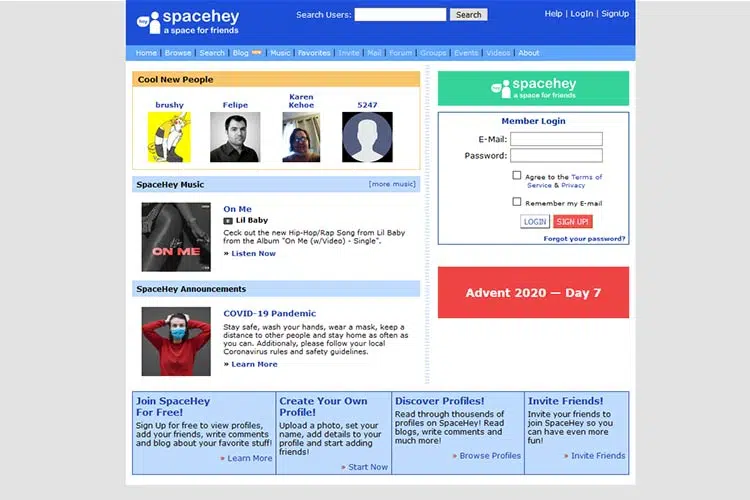 hey
spacehey
a space for friends
Search Users:
Search
Help | LogIn | SignUp
Home | Browse | Search | Blog NEW | Music | Favorites | Invite | Mail | Forum | Groups | Events | Videos | About
Cool New People
brushy
Felipe
Karen
Kehoe
5247
SpaceHey Music
[more music]
ON ME
On Me
E Lil Baby
Ceck out the new Hip-Hop/Rap Song from Lil Baby
from the Album "On Me (w/Video) - Single".
» Listen Now
SpaceHey Announcements
COVID-19 Pandemic
Stay safe, wash your hands, wear a mask, keep a
distance to other people and stay home as often as
you can. Additionaly, please follow your local
Coronavirus rules and safety guidelines.
» Learn More
hey
spacehey
a space for friends
Member Login
E-Mail:
Password:
Agree to the Terms of
Service & Privacy
Remember my E-mail
LOGIN
SIGN UP!
Forgot your password?
Advent 2020 — Day 7
Join SpaceHey
For Free!
Sign Up for free to view profiles,
add your friends, write comments
and blog about your favorite stuff!
» Learn More
Create Your Own
Profile!
Upload a photo, set your
name, add details to your
profile and start adding
friends!
» Start Now
Discover Profiles!
Read through thousends of
profiles on SpaceHey! Read
blogs, write comments and
much more!
» Browse Profiles
Invite Friends!
Invite your friends to
join SpaceHey so you
can have even more
fun!
» Invite Friends